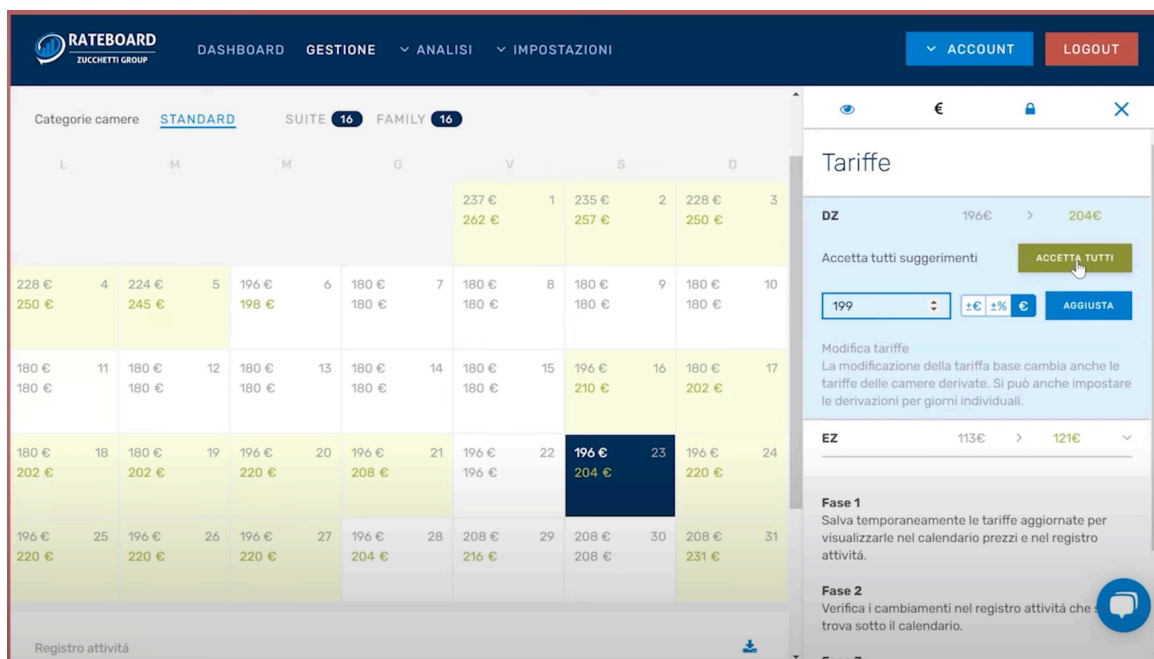 RATEBOARD
ZUCCHETTI GROUP
DASHBOARD GESTIONE ANALISI IMPOSTAZIONI
ACCOUNT
LOGOUT
Categorie camere STANDARD SUITE 16 FAMILY 16
L M M G V S D
237 € 1 235 € 2 228 € 3
262 € 257 € 250 €
228 € 4 224 € 5 196 € 6 180 € 7 180 € 8 180 € 9 180 € 10
250 € 245 € 198 € 180 € 180 € 180 € 180 €
180 € 11 180 € 12 180 € 13 180 € 14 180 € 15 196 € 16 180 € 17
180 € 180 € 180 € 180 € 180 € 210 € 202 €
180 € 18 180 € 19 196 € 20 196 € 21 196 € 22 196 € 23 196 € 24
202 € 202 € 220 € 208 € 196 € 204 € 220 €
196 € 25 196 € 26 196 € 27 196 € 28 208 € 29 208 € 30 208 € 31
220 € 220 € 220 € 204 € 216 € 208 € 231 €
Registro attivitá
€
Tariffe
DZ 196€ > 204€
Accetta tutti suggerimenti ACCETTA TUTTI
199 ±€ ±% € AGGIUSTA
Modifica tariffe
La modificazione della tariffa base cambia anche le
tariffe delle camere derivate. Si può anche impostare
le derivazioni per giorni individuali.
EZ 113€ > 121€
Fase 1
Salva temporaneamente le tariffe aggiornate per
visualizzarle nel calendario prezzi e nel registro
attivitá.
Fase 2
Verifica i cambiamenti nel registro attivitá che
trova sotto il calendario.